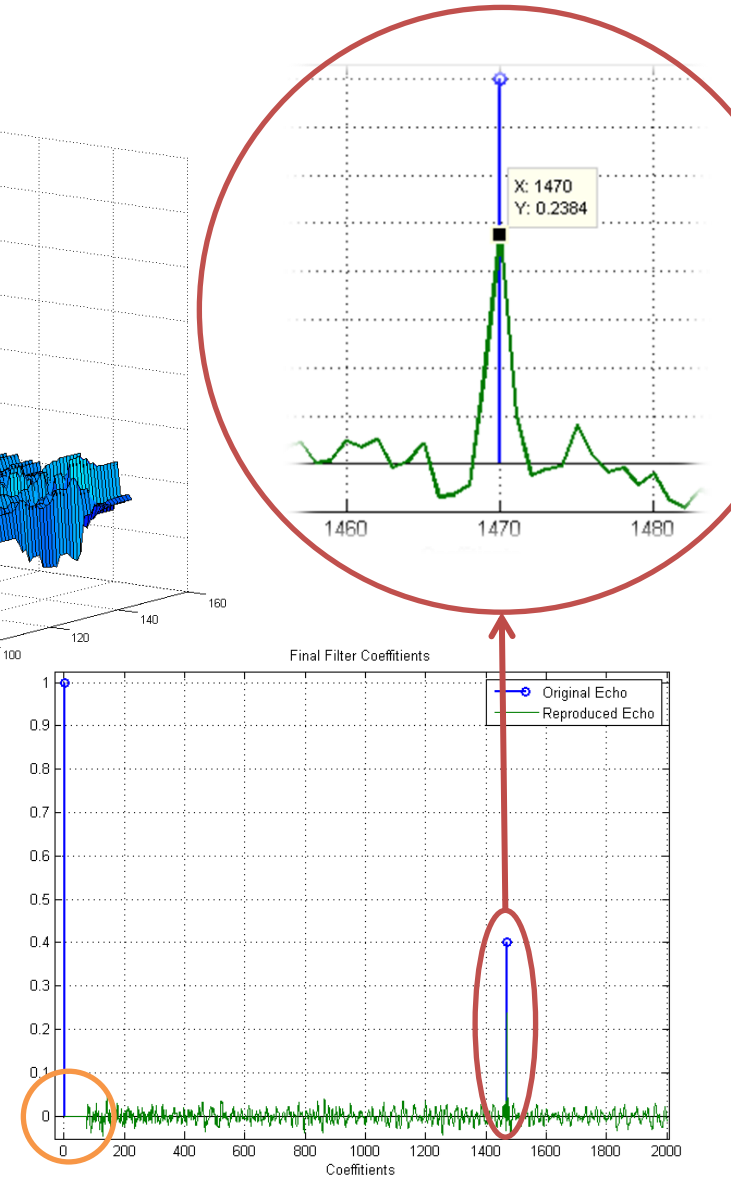 X: 1470
Y: 0.2384
1460
1470
1480
160
140
120
100
Final Filter Coeffitients
Original Echo
Reproduced Echo
1
0.9
0.8
0.7
0.6
0.5
0.4
0.3
0.2
0.1
0
0 200 400 600 800 1000 1200 1400 1600 1800 2000
Coeffitients